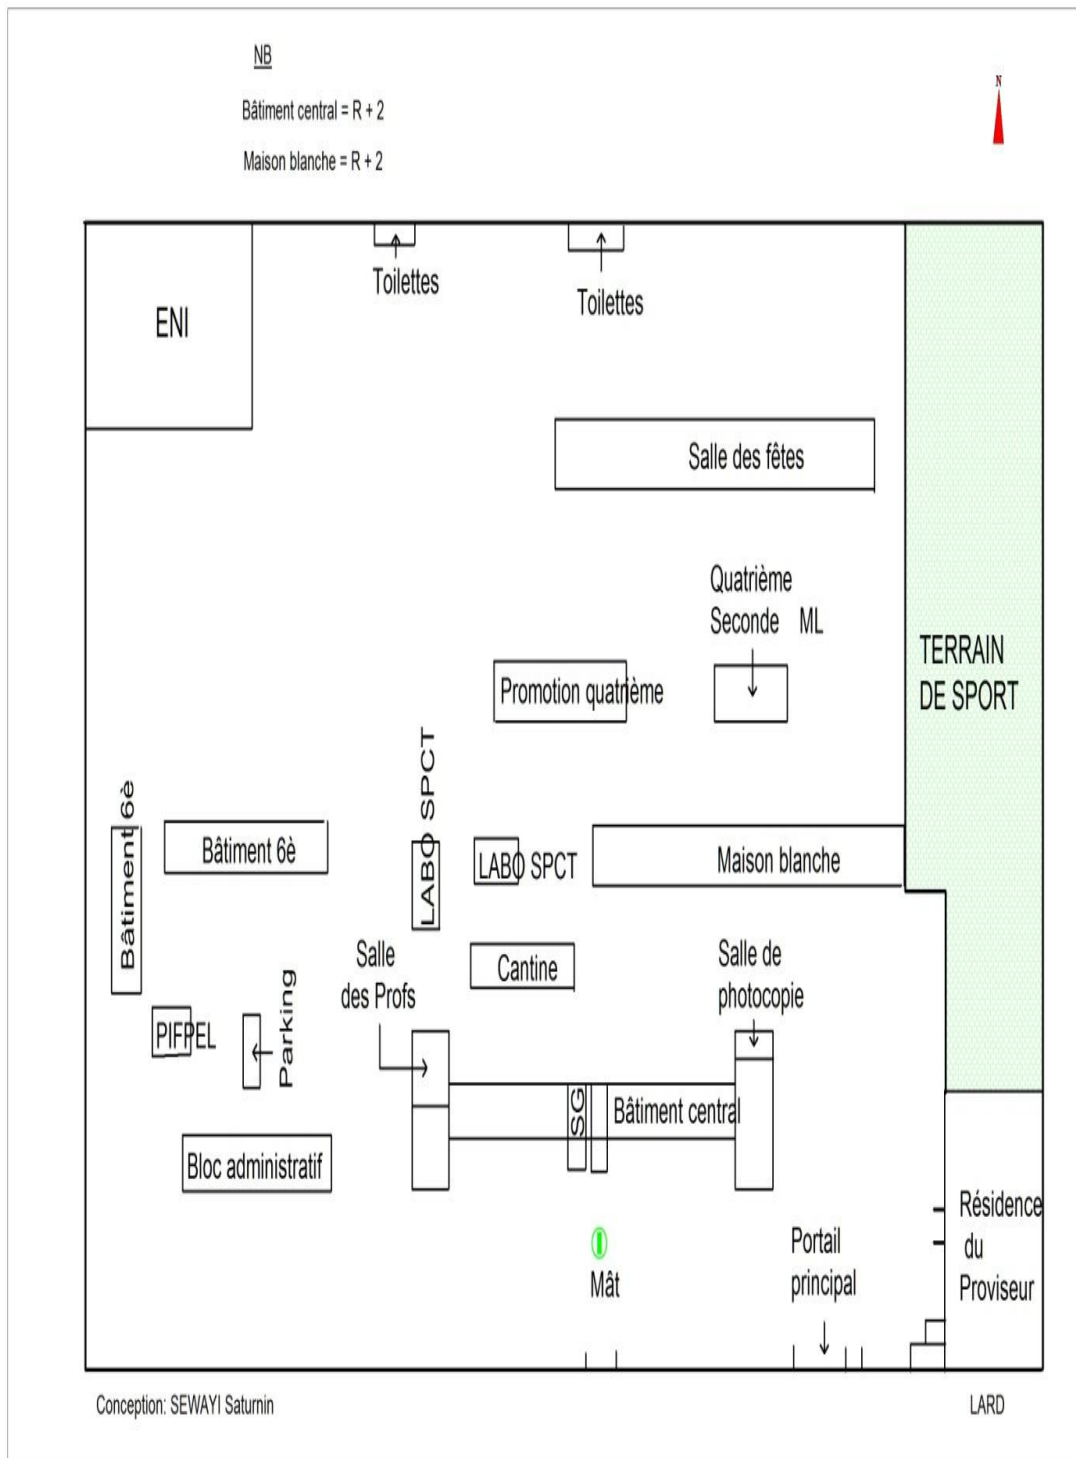 NB
Bâtiment central = R + 2
Maison blanche = R + 2
N
Toilettes
Toilettes
ENI
Salle des fêtes
Quatrième
Seconde ML
TERRAIN
DE SPORT
Promotion quatrième
LABO SPCT
Bâtiment 6è
Bâtiment 6è
LABO SPCT
Maison blanche
Salle
des Profs
Cantine
Salle de
photocopie
PIFPEL
Parking
SG
Bâtiment central
Bloc administratif
Mât
Portail
principal
Résidence
du
Proviseur
Conception: SEWAYI Saturnin
LARD